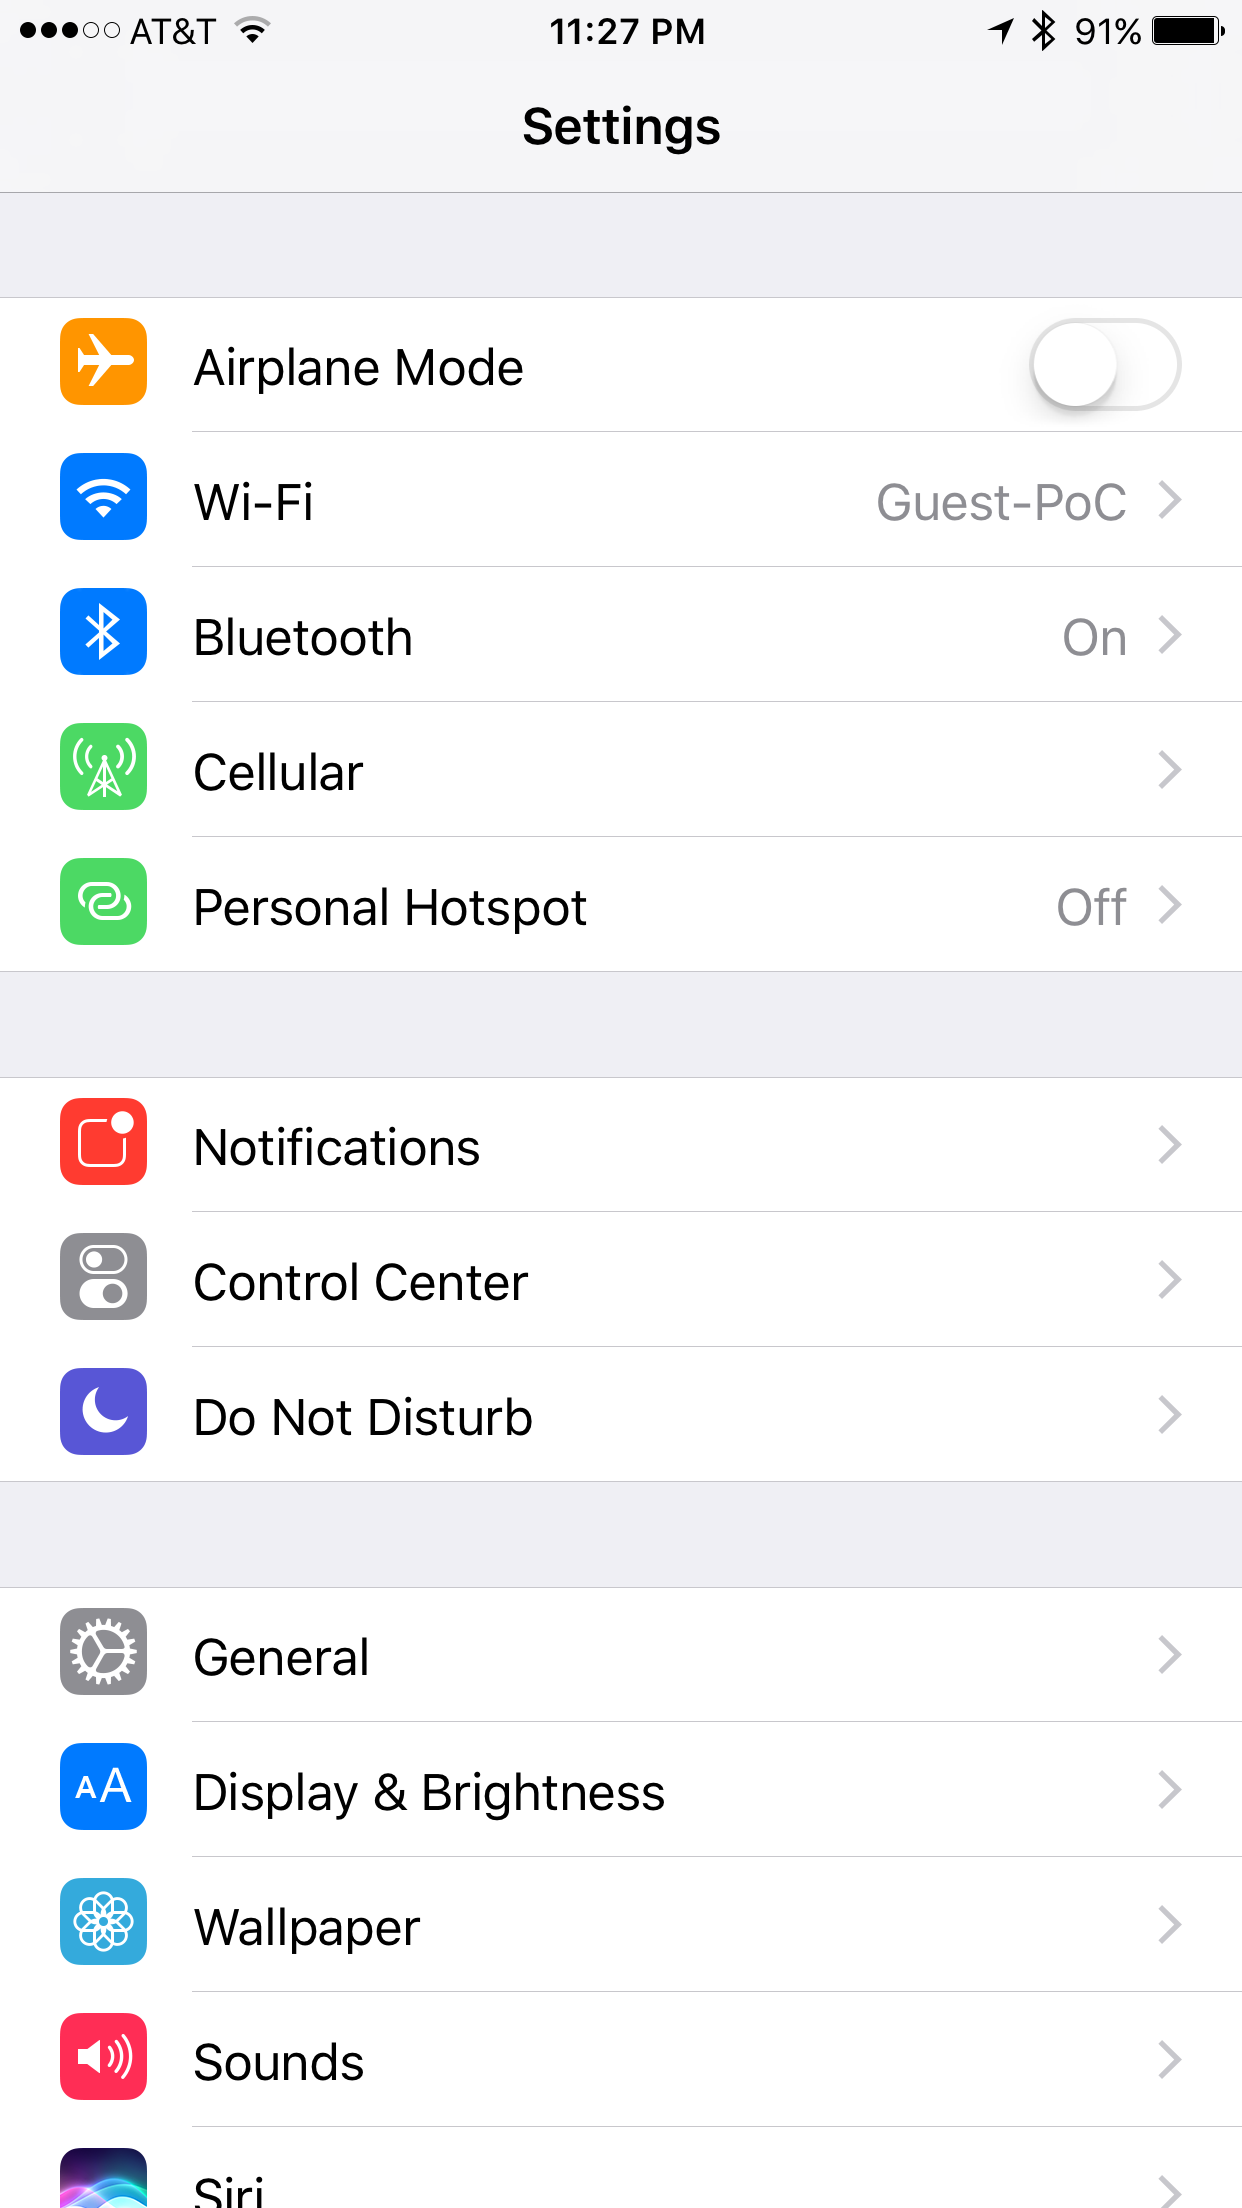 AT&T 11:27 PM 91%
Settings
Airplane Mode
Wi-Fi Guest-PoC
Bluetooth On
Cellular
Personal Hotspot Off
Notifications
Control Center
Do Not Disturb
General
AA Display & Brightness
Wallpaper
Sounds
Siri